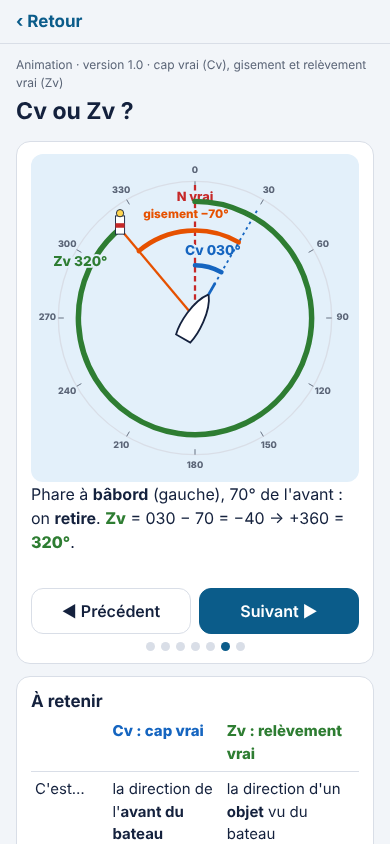 ‹ Retour
Animation · version 1.0 · cap vrai (Cv), gisement et relèvement
vrai (Zv)
Cv ou Zv ?
0
330
N vrai
30
gisement −70°
300
Cv 030°
60
Zv 320°
270
90
240
120
210
150
180
Phare à bâbord (gauche), 70° de l'avant :
on retire. Zv = 030 − 70 = −40 → +360 =
320°.
◀ Précédent
Suivant ▶
À retenir
Cv : cap vrai
Zv : relèvement
vrai
C'est...
la direction de
l'avant du
bateau
la direction d'un
objet vu du
bateau